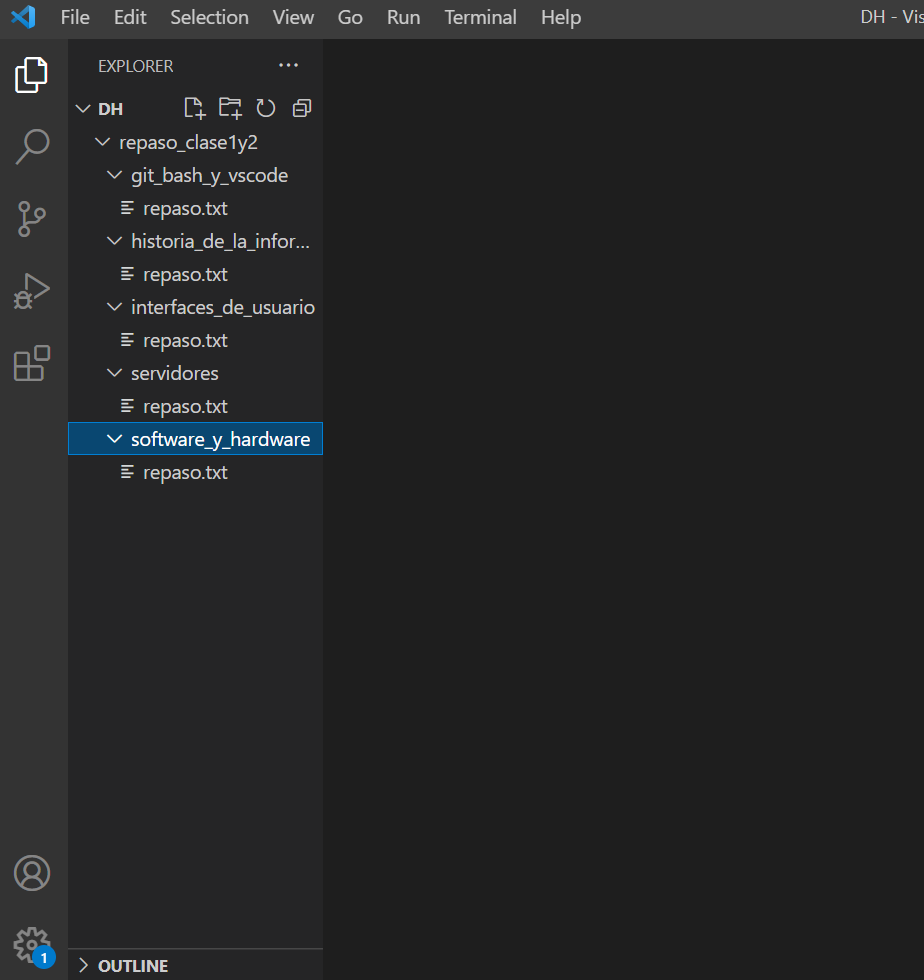 File Edit Selection View Go Run Terminal Help DH - Vis
EXPLORER
DH
repaso_clase1y2
git_bash_y_vscode
repaso.txt
historia_de_la_infor...
repaso.txt
interfaces_de_usuario
repaso.txt
servidores
repaso.txt
software_y_hardware
repaso.txt
1
OUTLINE